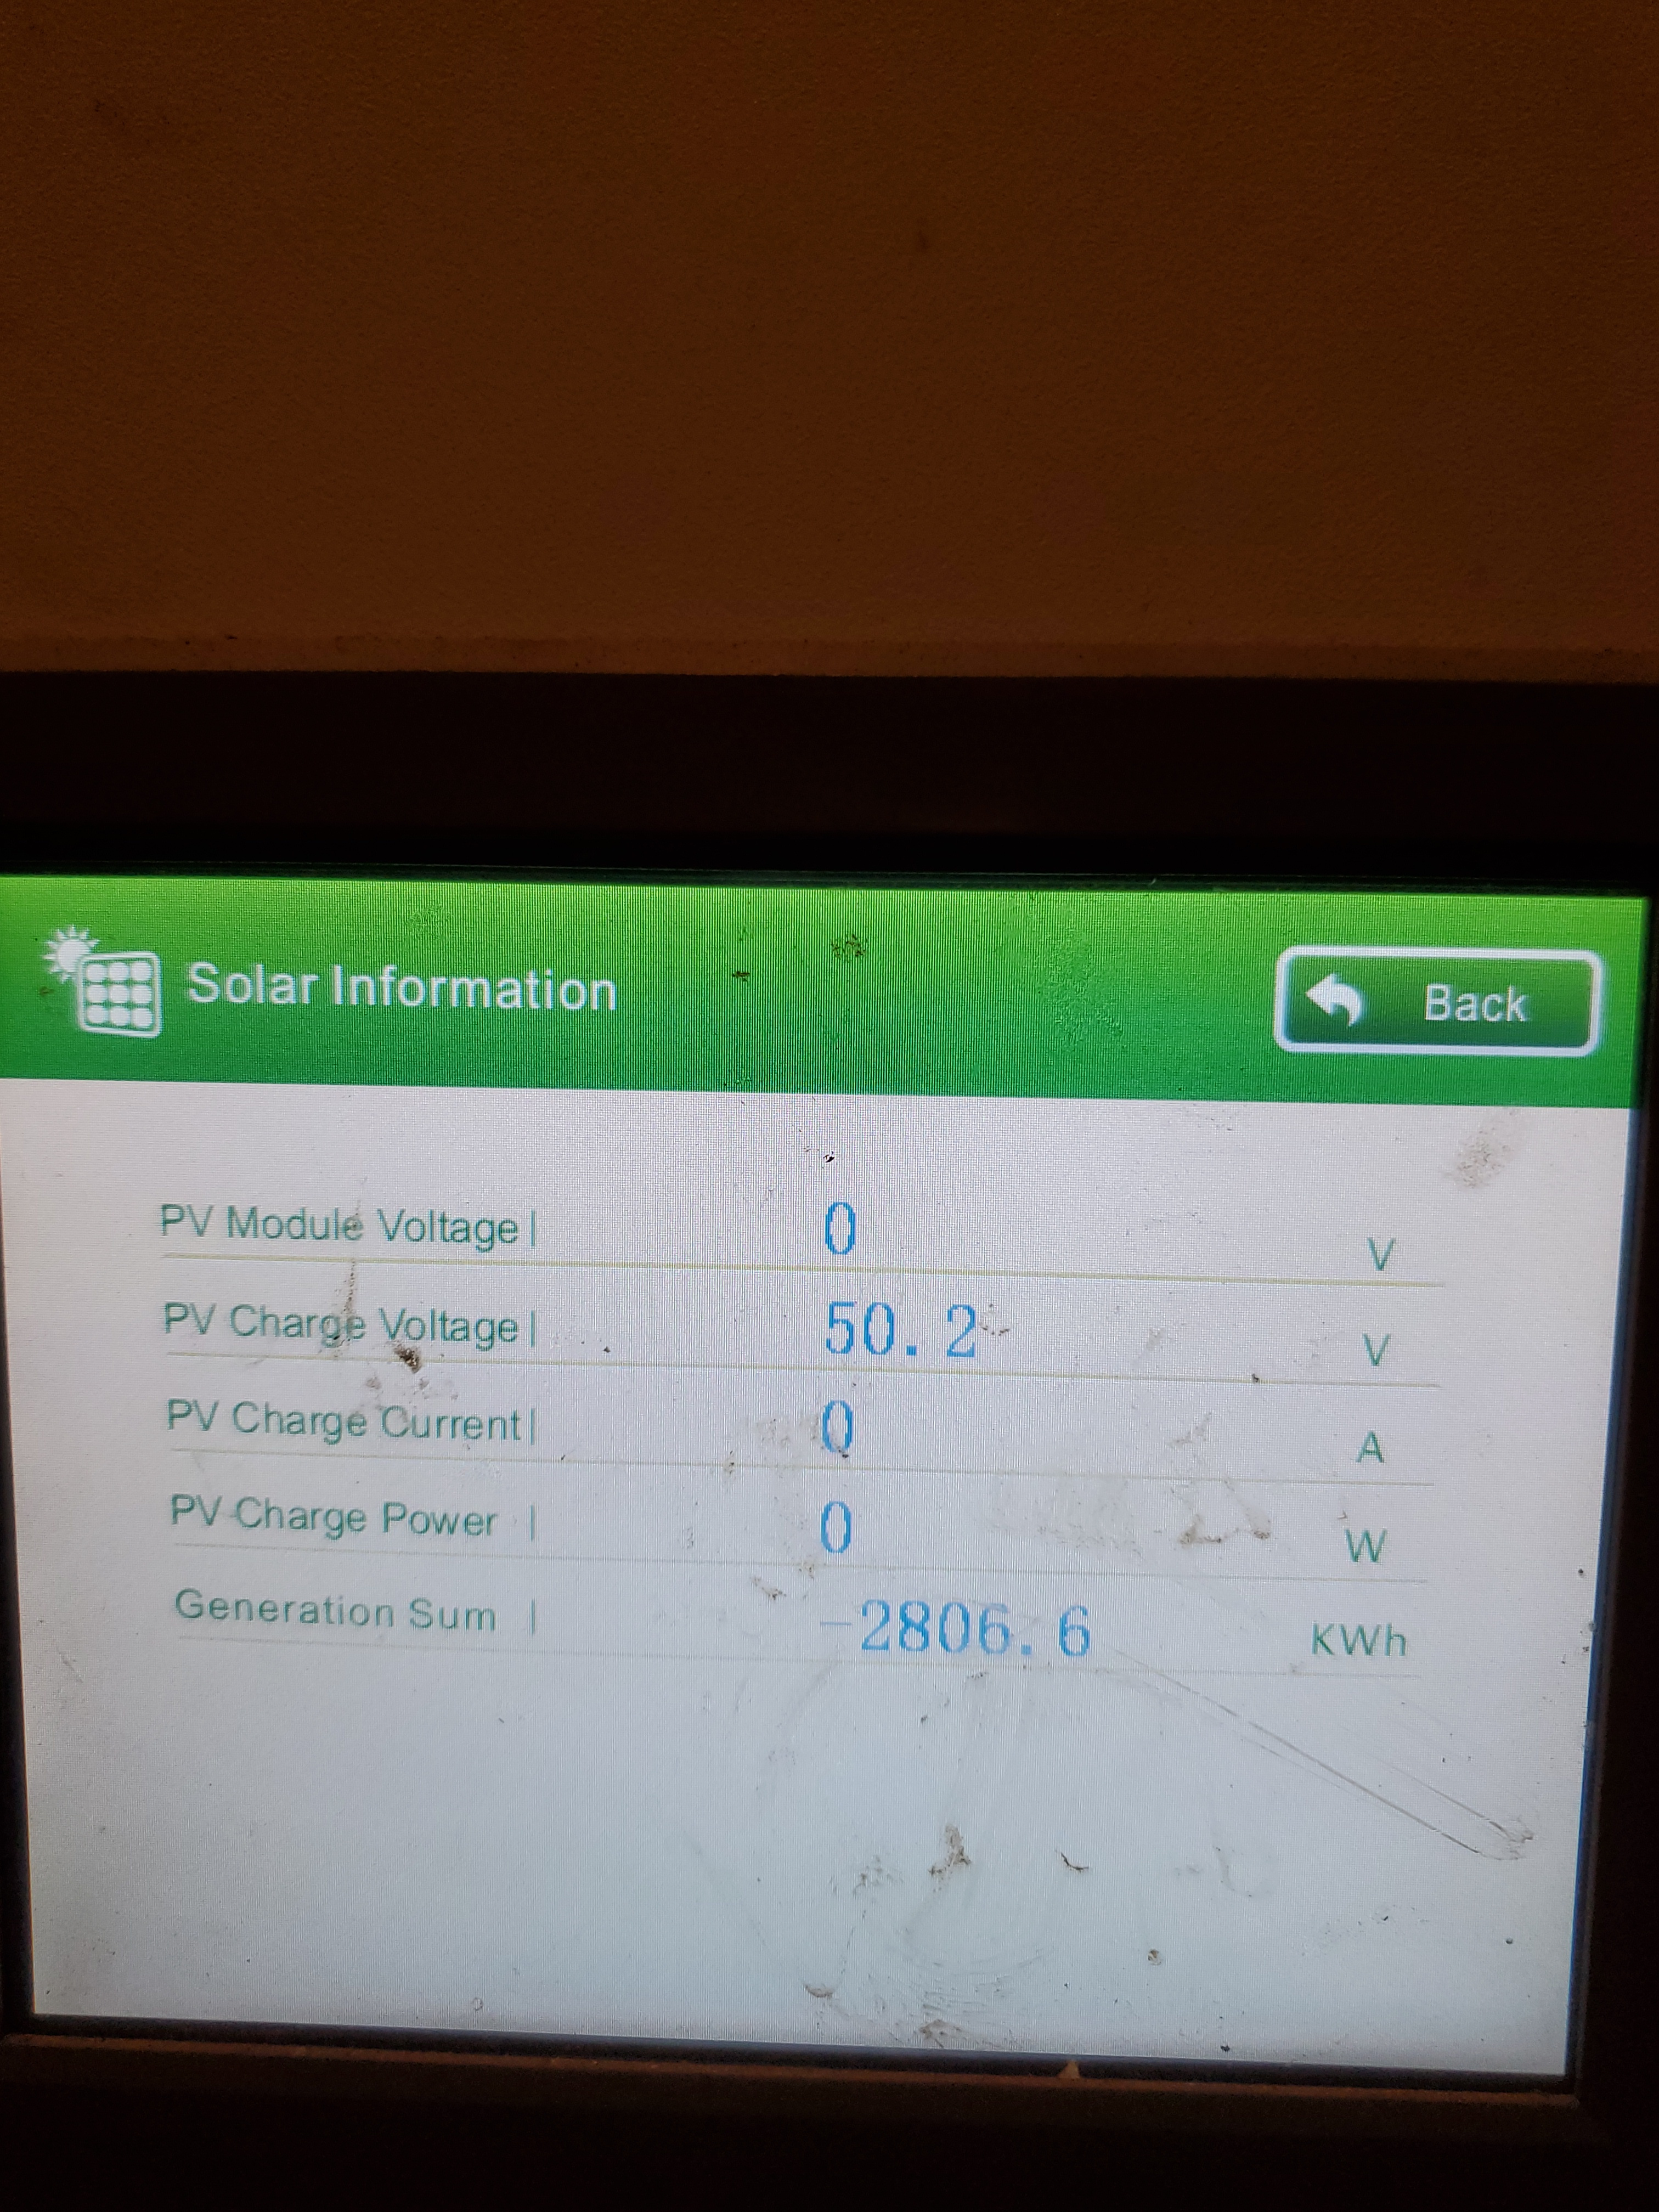 Solar Information
Back
PV Module Voltage| 0 V
PV Charge Voltage| 50.2 V
PV Charge Current| 0 A
PV Charge Power | 0 W
Generation Sum | -2806.6 KWh